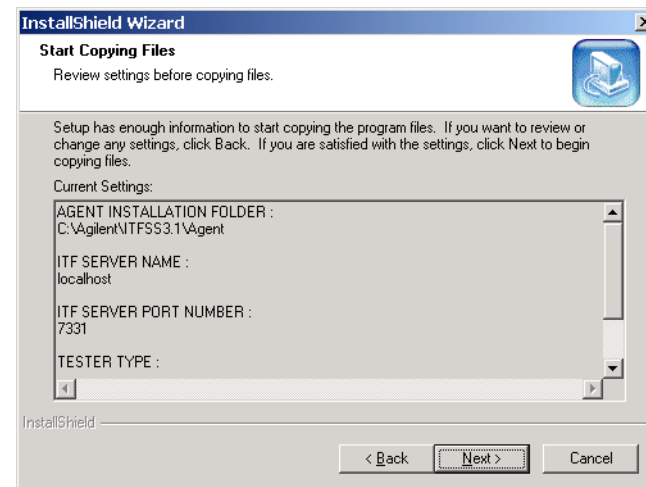 InstallShield Wizard
Start Copying Files
Review settings before copying files.
Setup has enough information to start copying the program files. If you want to review or
change any settings, click Back. If you are satisfied with the settings, click Next to begin
copying files.
Current Settings:
AGENT INSTALLATION FOLDER :
C:\Agilent\ITFSS3.1\Agent
ITF SERVER NAME :
localhost
ITF SERVER PORT NUMBER :
7331
TESTER TYPE :
InstallShield
< Back
Next >
Cancel